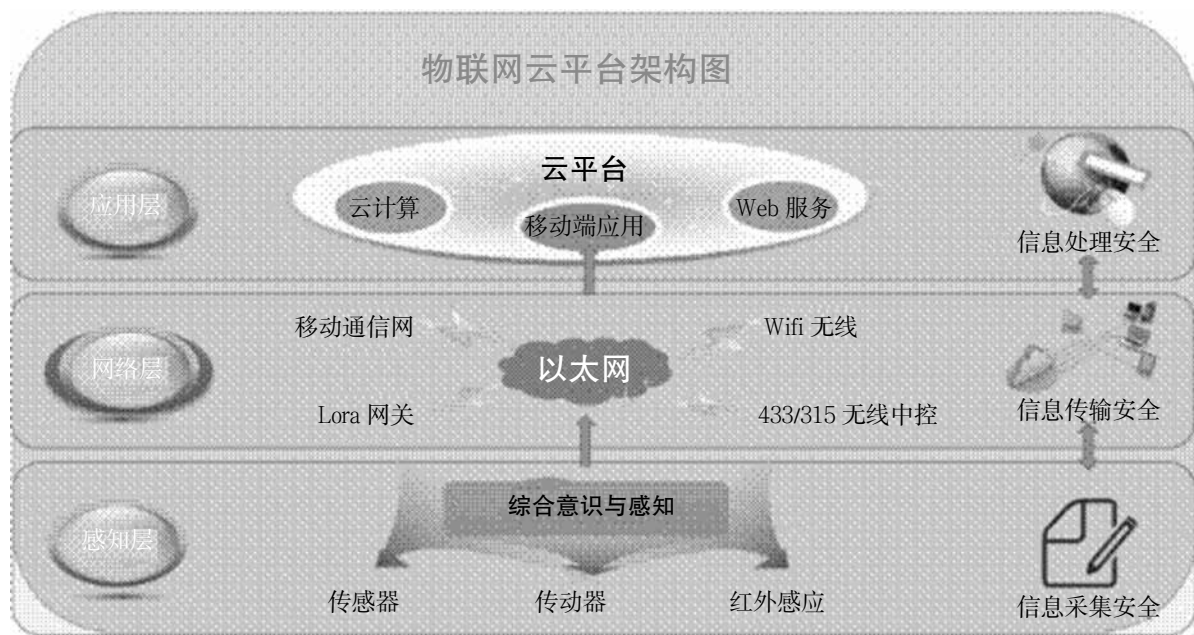 物联网云平台架构图
云平台
应用层
云计算
移动端应用
Web 服务
信息处理安全
移动通信网
Wifi 无线
网络层
以太网
Lora 网关
433/315 无线中控
信息传输安全
综合意识与感知
感知层
传感器
传动器
红外感应
信息采集安全